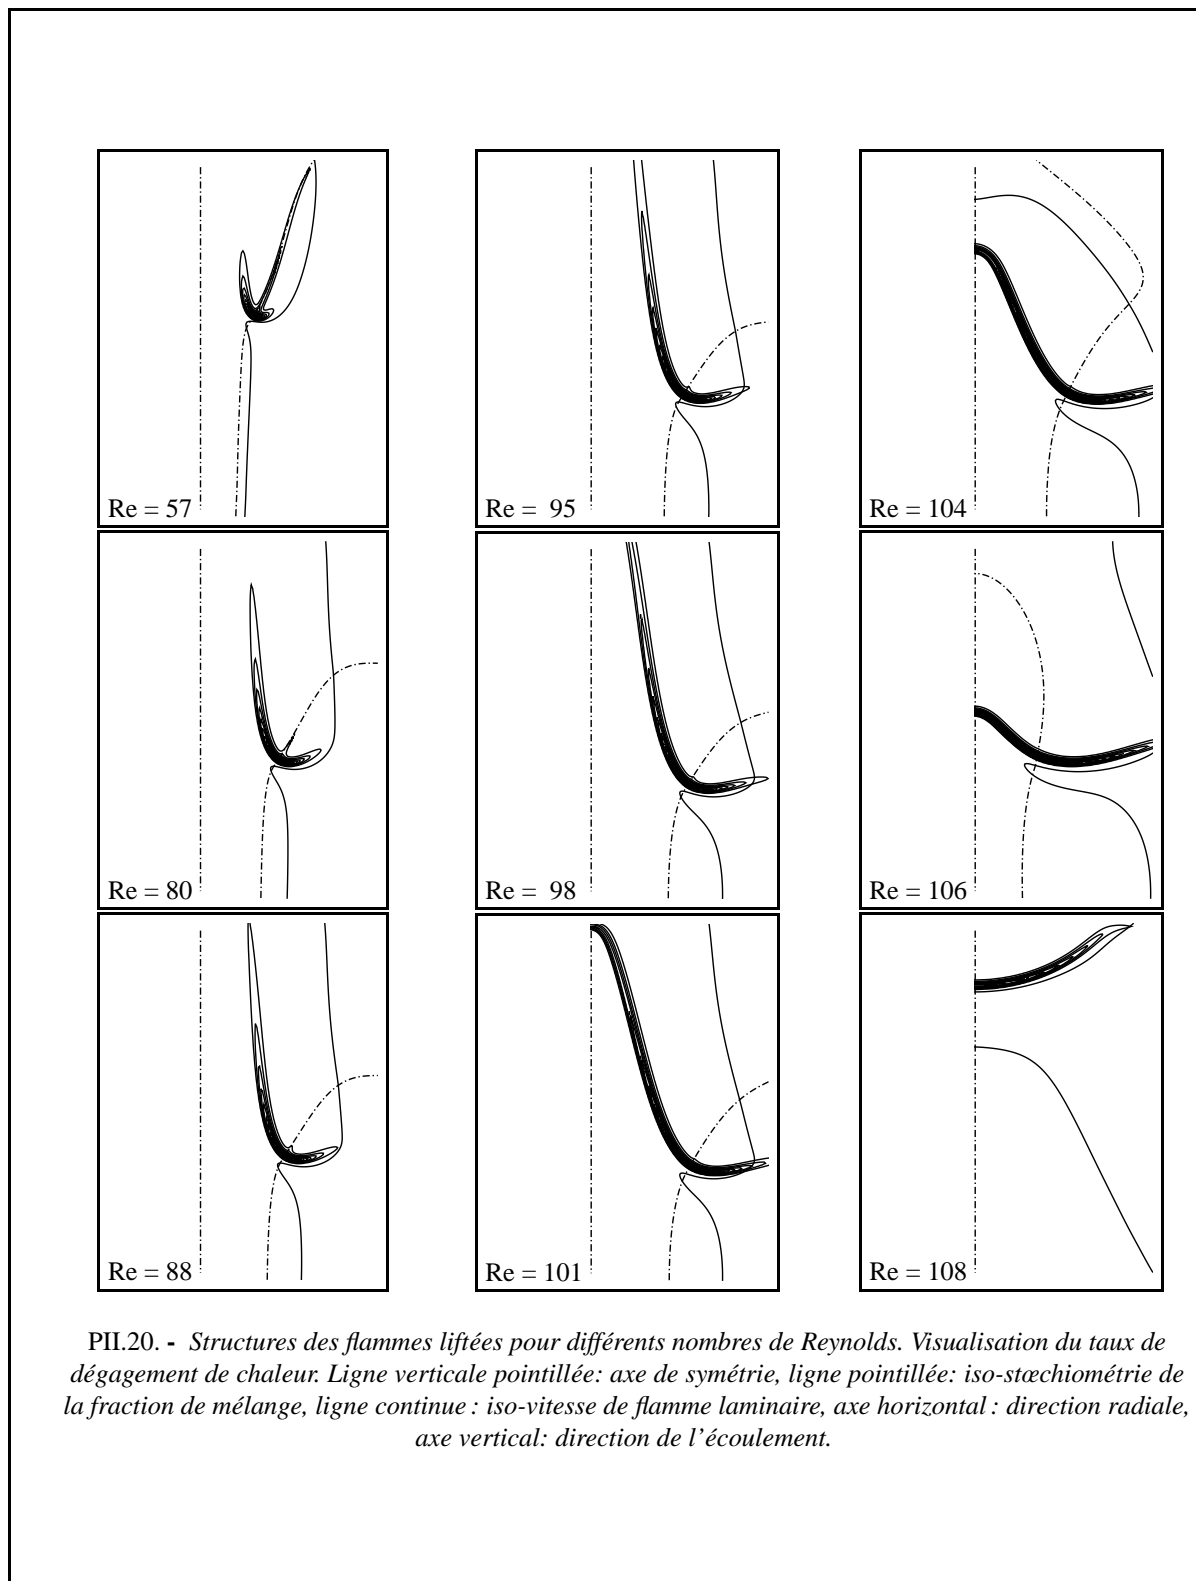 Re = 57
Re = 95
Re = 104
Re = 80
Re = 98
Re = 106
Re = 88
Re = 101
Re = 108
PII.20. - Structures des flammes liftées pour différents nombres de Reynolds. Visualisation du taux de
dégagement de chaleur. Ligne verticale pointillée: axe de symétrie, ligne pointillée: iso-stœchiométrie de
la fraction de mélange, ligne continue : iso-vitesse de flamme laminaire, axe horizontal : direction radiale,
axe vertical: direction de l'écoulement.